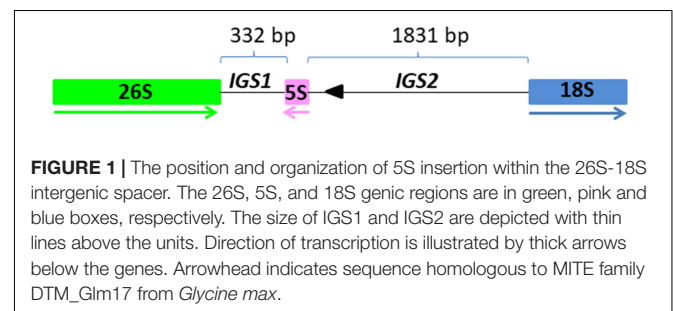 332 bp 1831 bp
26S IGS1 5S IGS2 18S
FIGURE 1 | The position and organization of 5S insertion within the 26S-18S
intergenic spacer. The 26S, 5S, and 18S genic regions are in green, pink and
blue boxes, respectively. The size of IGS1 and IGS2 are depicted with thin
lines above the units. Direction of transcription is illustrated by thick arrows
below the genes. Arrowhead indicates sequence homologous to MITE family
DTM_Glm17 from Glycine max.